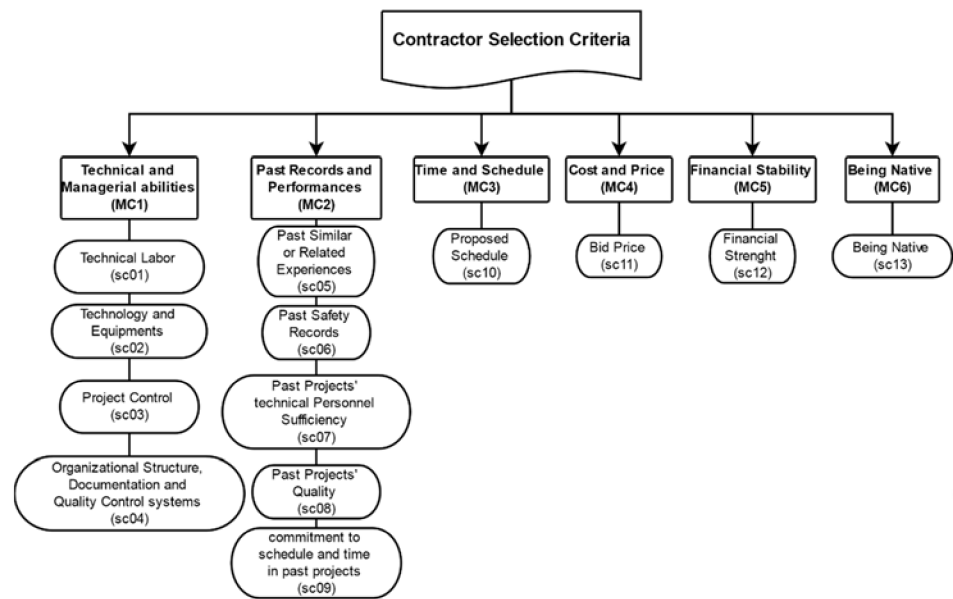 Contractor Selection Criteria
Technical and
Managerial abilities
(MC1)
Technical Labor
(sc01)
Technology and
Equipments
(sc02)
Project Control
(sc03)
Organizational Structure,
Documentation and
Quality Control systems
(sc04)
Past Records and
Performances
(MC2)
Past Similar
or Related
Experiences
(sc05)
Past Safety
Records
(sc06)
Past Projects'
technical Personnel
Sufficiency
(sc07)
Past Projects'
Quality
(sc08)
commitment to
schedule and time
in past projects
(sc09)
Time and Schedule
(MC3)
Proposed
Schedule
(sc10)
Cost and Price
(MC4)
Bid Price
(sc11)
Financial Stability
(MC5)
Financial
Strenght
(sc12)
Being Native
(MC6)
Being Native
(sc13)